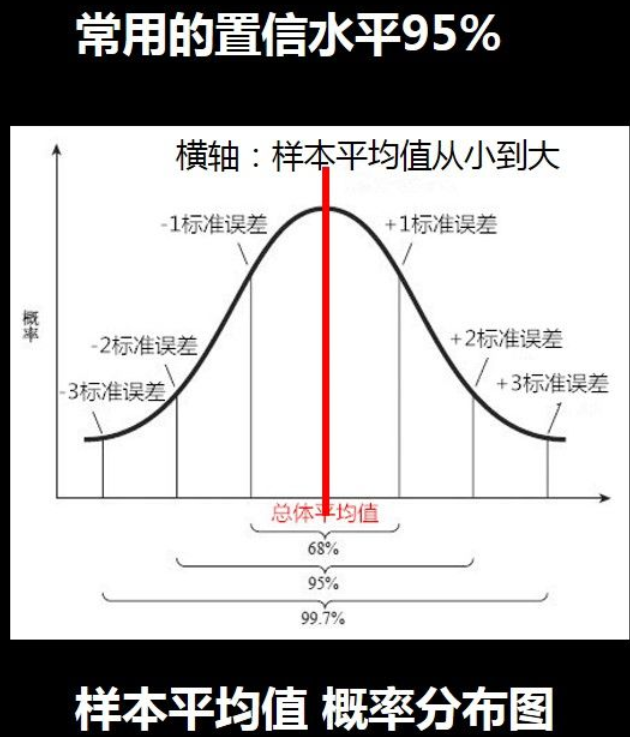 常用的置信水平95%
横轴：样本平均值从小到大
-1标准误差
+1标准误差
概率
-2标准误差
+2标准误差
-3标准误差
+3标准误差
总体平均值
68%
95%
99.7%
样本平均值 概率分布图